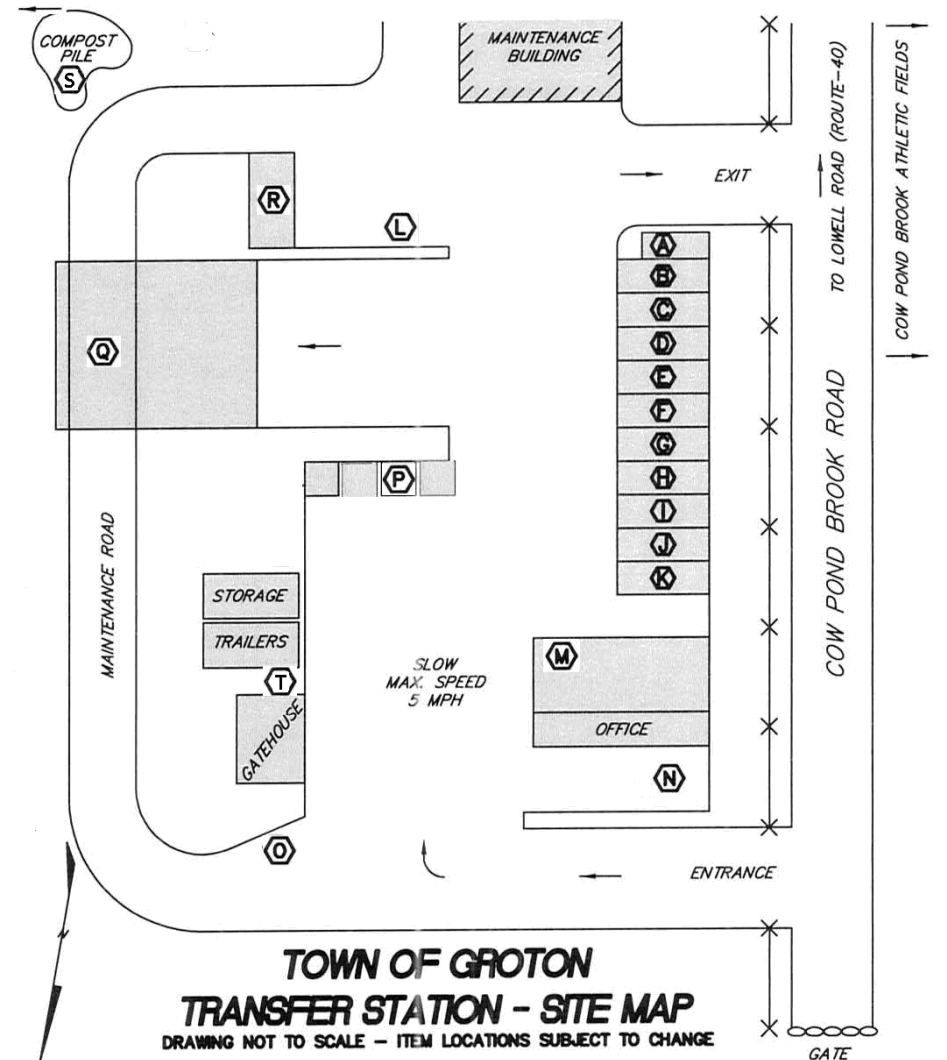 COMPOST
PILE
S
MAINTENANCE
BUILDING
TO LOWELL ROAD (ROUTE-40)
COW POND BROOK ATHLETIC FIELDS
EXIT
R
L
A
B
C
D
E
F
G
H
I
J
K
Q
P
COW POND BROOK ROAD
MAINTENANCE ROAD
STORAGE
TRAILERS
T
GATEHOUSE
SLOW
MAX. SPEED
5 MPH
M
OFFICE
N
O
ENTRANCE
N
TOWN OF GROTON
TRANSFER STATION - SITE MAP
DRAWING NOT TO SCALE - ITEM LOCATIONS SUBJECT TO CHANGE
GATE